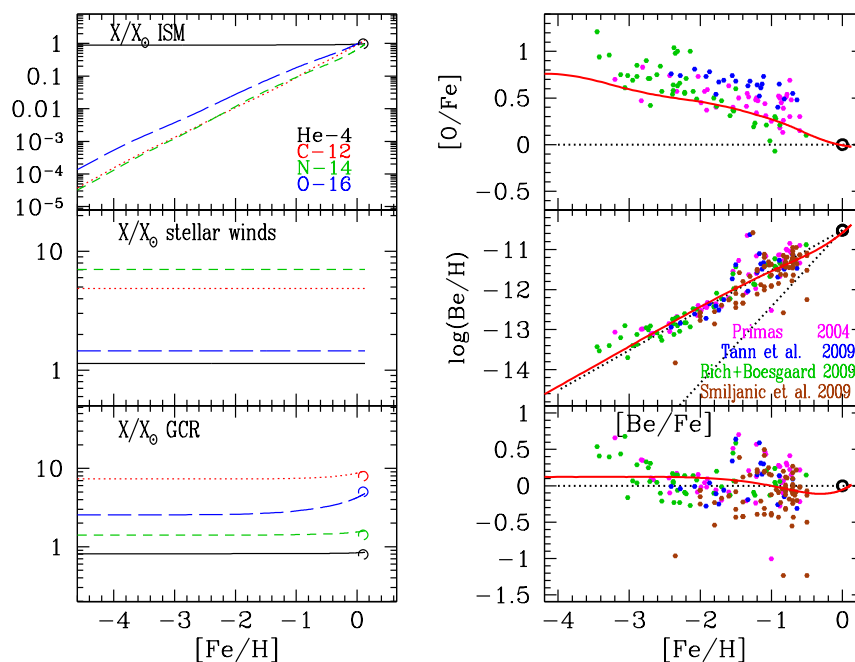 X/X⊙ ISM
1
0.1
0.01
10−3
10−4
10−5
He−4
C−12
N−14
O−16
X/X⊙ stellar winds
10
1
X/X⊙ GCR
10
1
−4
−3
−2
−1
0
[Fe/H]
[O/Fe]
1
0.5
0
−0.5
log(Be/H)
−11
−12
−13
−14
Primas 2004
Tann et al. 2009
Rich+Boesgaard 2009
Smiljanic et al. 2009
[Be/Fe]
1
0.5
0
−0.5
−1
−1.5
−4
−3
−2
−1
0
[Fe/H]